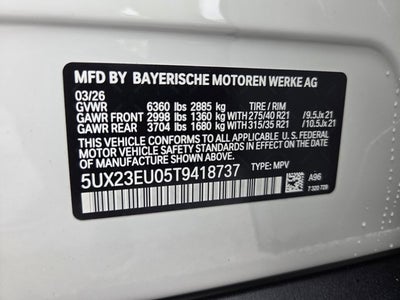 MFD BY BAYERISCHE MOTOREN WERKE AG
03/26
GVWR 6360 lbs 2885 kg TIRE / RIM
GAWR FRONT 2998 lbs 1360 kg 275/40 R21 /9.5Jx21
GAWR REAR 3704 lbs 1680 kg 315/35 R21 /10.5Jx21
THIS VEHICLE CONFORMS TO ALL APPLICABLE U. S. FEDERAL
MOTOR VEHICLE SAFETY STANDARDS IN EFFECT ON THE
DATE OF MANUFACTURE SHOWN ABOVE.
5UX23EU05T9418737 TYPE: MPV
A96
7 320 728